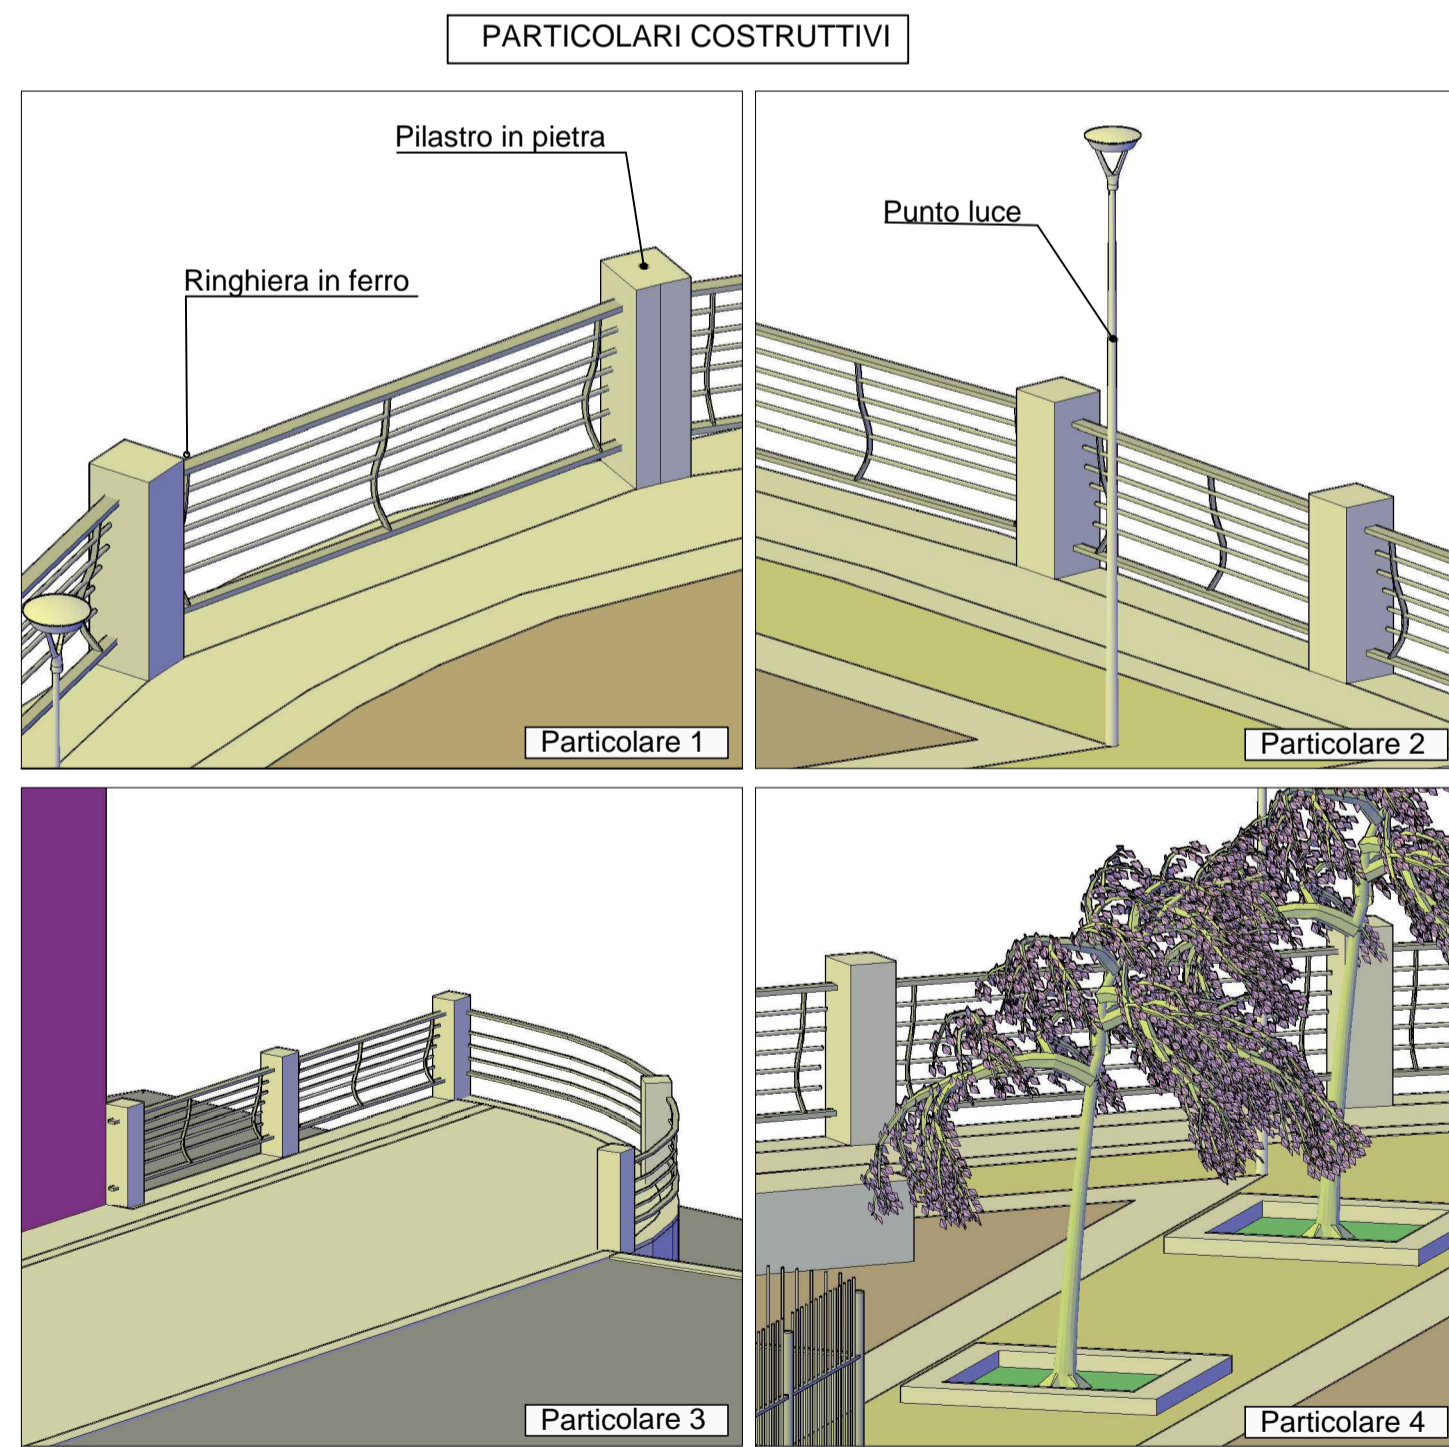 PARTICOLARI COSTRUTTIVI
Pilastro in pietra
Ringhiera in ferro
Particolare 1
Punto luce
Particolare 2
Particolare 3
Particolare 4